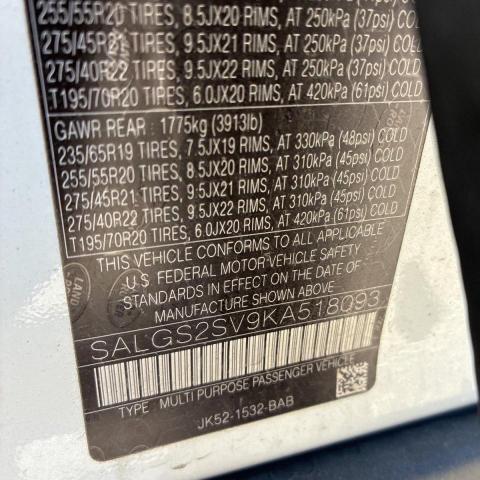 255/55R20 TIRES, 8.5JX20 RIMS, AT 250kPa (37psi) COLD
275/45R21 TIRES, 9.5JX21 RIMS, AT 250kPa (37psi) COLD
275/40R22 TIRES, 9.5JX22 RIMS, AT 250kPa (37psi) COLD
T195/70R20 TIRES, 6.0JX20 RIMS, AT 420kPa (61psi) COLD
GAWR REAR : 1775kg (3913lb)
235/65R19 TIRES, 7.5JX19 RIMS, AT 330kPa (48psi) COLD
255/55R20 TIRES, 8.5JX20 RIMS, AT 310kPa (45psi) COLD
275/45R21 TIRES, 9.5JX21 RIMS, AT 310kPa (45psi) COLD
275/40R22 TIRES, 9.5JX22 RIMS, AT 310kPa (45psi) COLD
T195/70R20 TIRES, 6.0JX20 RIMS, AT 420kPa (61psi) COLD
THIS VEHICLE CONFORMS TO ALL APPLICABLE
U.S. FEDERAL MOTOR VEHICLE SAFETY
STANDARDS IN EFFECT ON THE DATE OF
MANUFACTURE SHOWN ABOVE.
SALGS2SV9KA518093
TYPE MULTI PURPOSE PASSENGER VEHICLE
JK52-1532-BAB